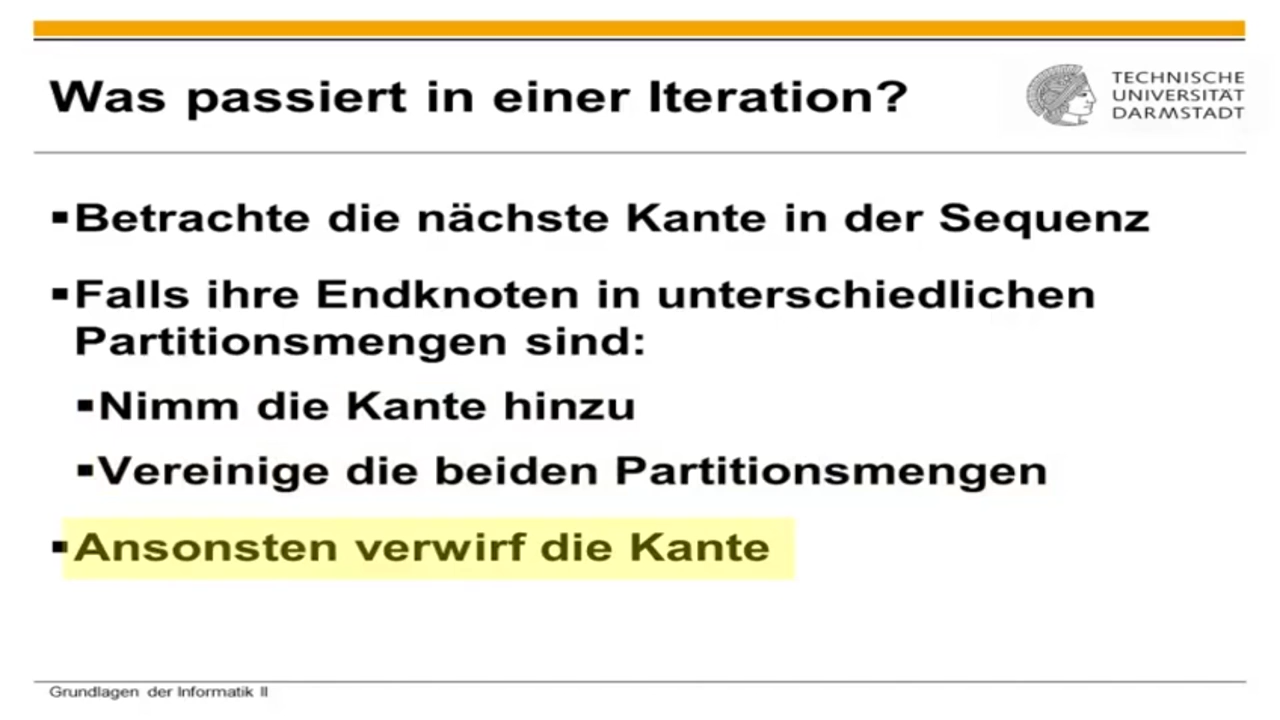 Was passiert in einer Iteration?
TECHNISCHE
UNIVERSITÄT
DARMSTADT
▪Betrachte die nächste Kante in der Sequenz
▪Falls ihre Endknoten in unterschiedlichen
Partitionsmengen sind:
▪Nimm die Kante hinzu
▪Vereinige die beiden Partitionsmengen
▪Ansonsten verwirf die Kante
Grundlagen der Informatik II